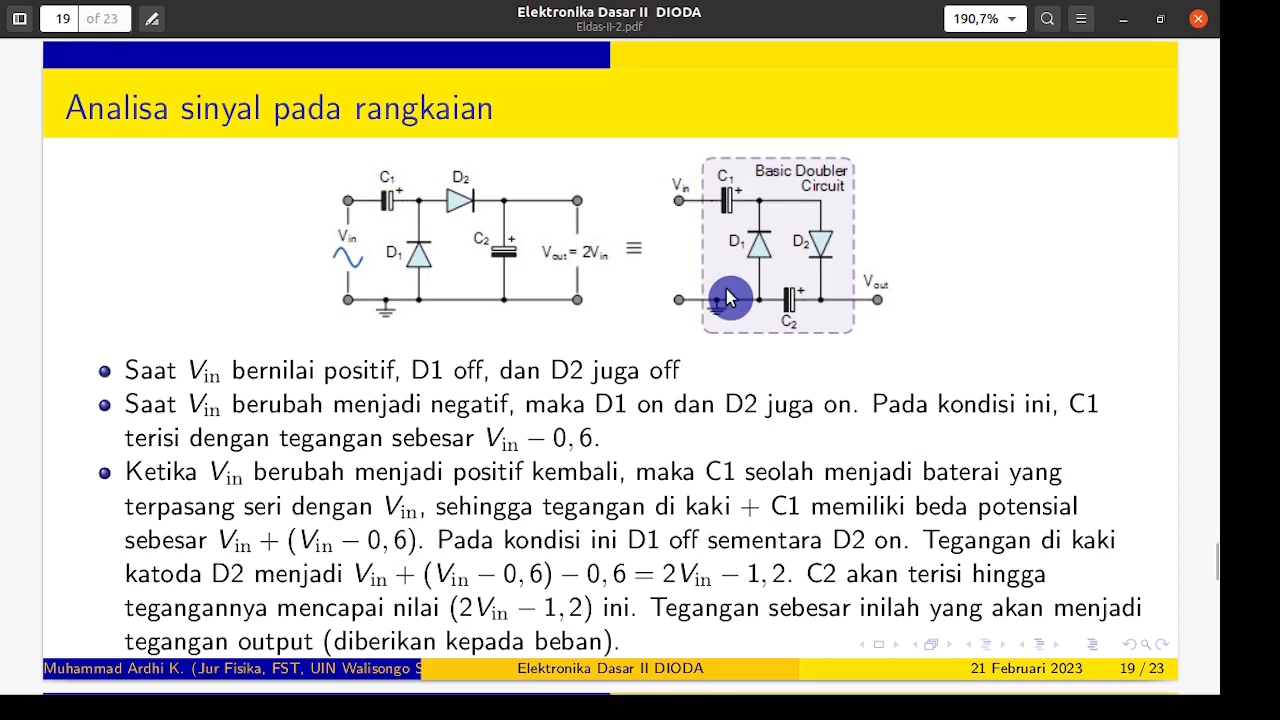 19 of 23
Elektronika Dasar II DIODA
Eldas-II-2.pdf
190,7%
Analisa sinyal pada rangkaian
C1 + D2
Vin
D1
C2 +
Vout = 2Vin
≡
Basic Doubler
Circuit
Vin
C1 +
D1 D2
Vout
+
C2
Saat Vin bernilai positif, D1 off, dan D2 juga off
Saat Vin berubah menjadi negatif, maka D1 on dan D2 juga on. Pada kondisi ini, C1
terisi dengan tegangan sebesar Vin − 0, 6.
Ketika Vin berubah menjadi positif kembali, maka C1 seolah menjadi baterai yang
terpasang seri dengan Vin, sehingga tegangan di kaki + C1 memiliki beda potensial
sebesar Vin + (Vin − 0, 6). Pada kondisi ini D1 off sementara D2 on. Tegangan di kaki
katoda D2 menjadi Vin + (Vin − 0, 6) − 0, 6 = 2Vin − 1, 2. C2 akan terisi hingga
tegangannya mencapai nilai (2Vin − 1, 2) ini. Tegangan sebesar inilah yang akan menjadi
tegangan output (diberikan kepada beban).
Muhammad Ardhi K. (Jur Fisika, FST, UIN Walisongo S
Elektronika Dasar II DIODA
21 Februari 2023
19 / 23